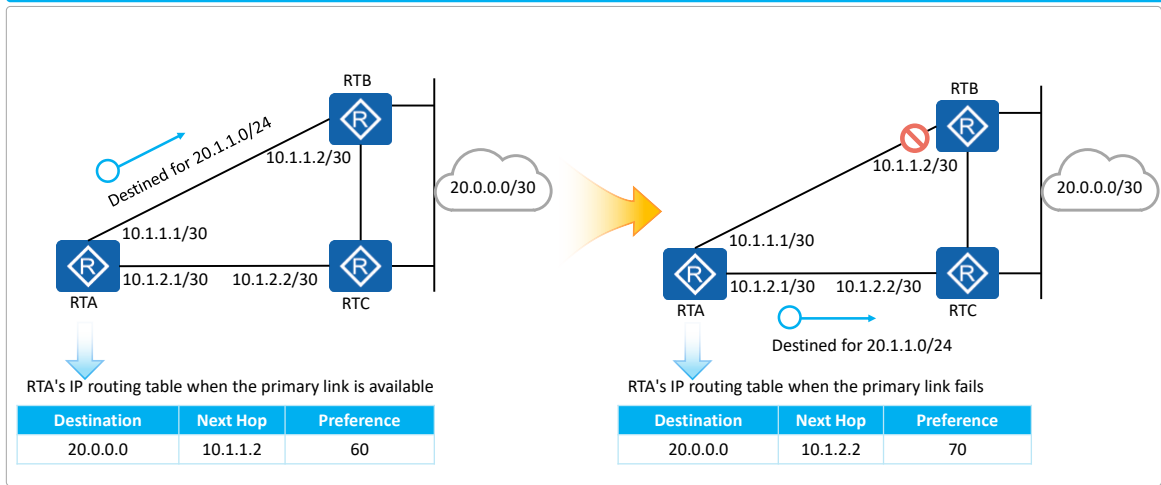 RTB
Destined for 20.1.1.0/24
10.1.1.2/30
20.0.0.0/30
10.1.1.1/30
10.1.2.1/30
10.1.2.2/30
RTA
RTC
RTA's IP routing table when the primary link is available
Destination Next Hop Preference
20.0.0.0 10.1.1.2 60
RTB
10.1.1.2/30
20.0.0.0/30
10.1.1.1/30
10.1.2.1/30
10.1.2.2/30
RTA
RTC
Destined for 20.1.1.0/24
RTA's IP routing table when the primary link fails
Destination Next Hop Preference
20.0.0.0 10.1.2.2 70
R
R
R
R
R
R